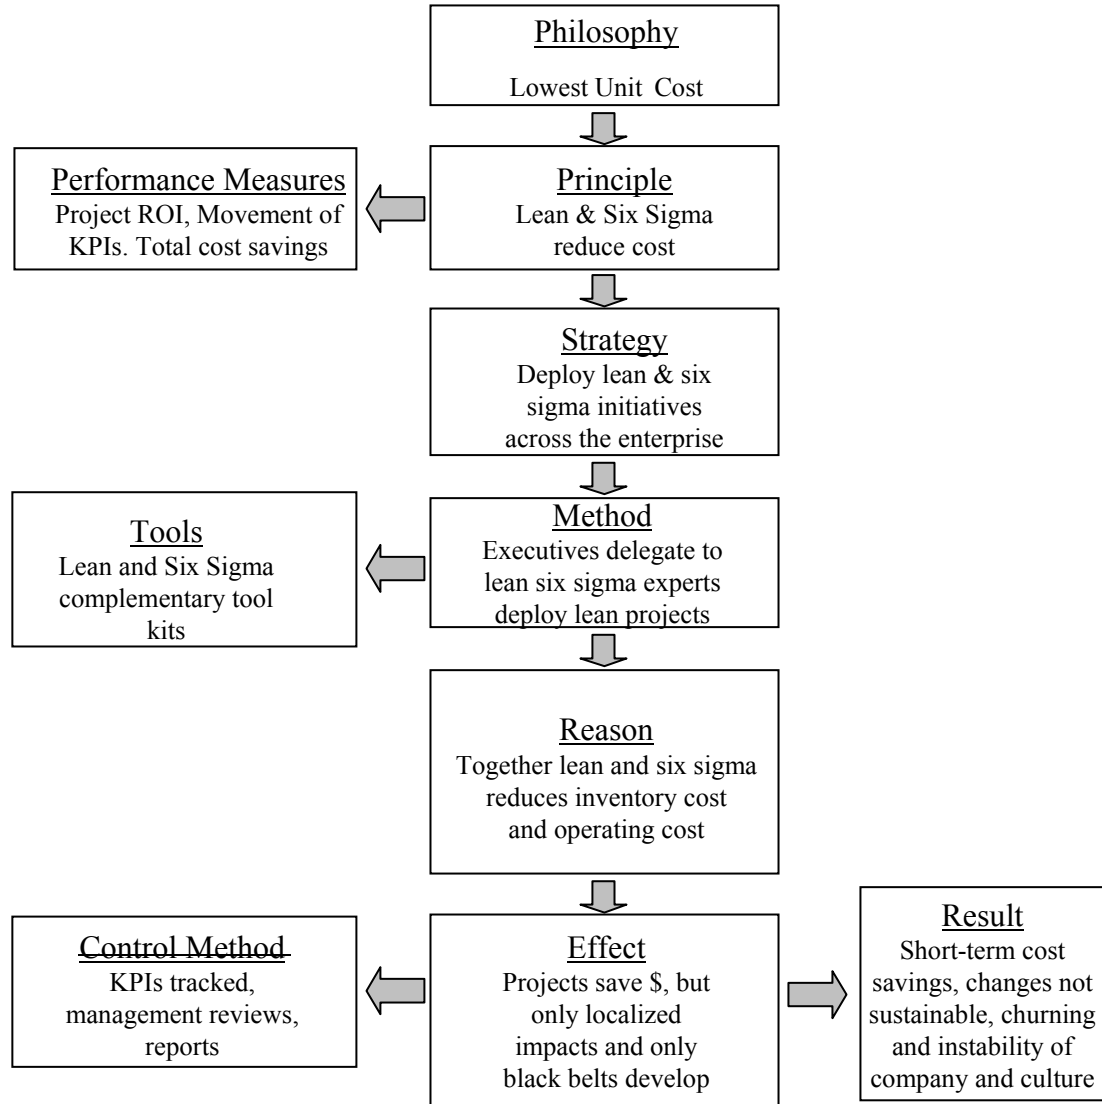 Philosophy
Lowest Unit Cost
Performance Measures
Project ROI, Movement of
KPIs. Total cost savings
Principle
Lean & Six Sigma
reduce cost
Strategy
Deploy lean & six
sigma initiatives
across the enterprise
Tools
Lean and Six Sigma
complementary tool
kits
Method
Executives delegate to
lean six sigma experts
deploy lean projects
Reason
Together lean and six sigma
reduces inventory cost
and operating cost
Control Method
KPIs tracked,
management reviews,
reports
Effect
Projects save $, but
only localized
impacts and only
black belts develop
Result
Short-term cost
savings, changes not
sustainable, churning
and instability of
company and culture